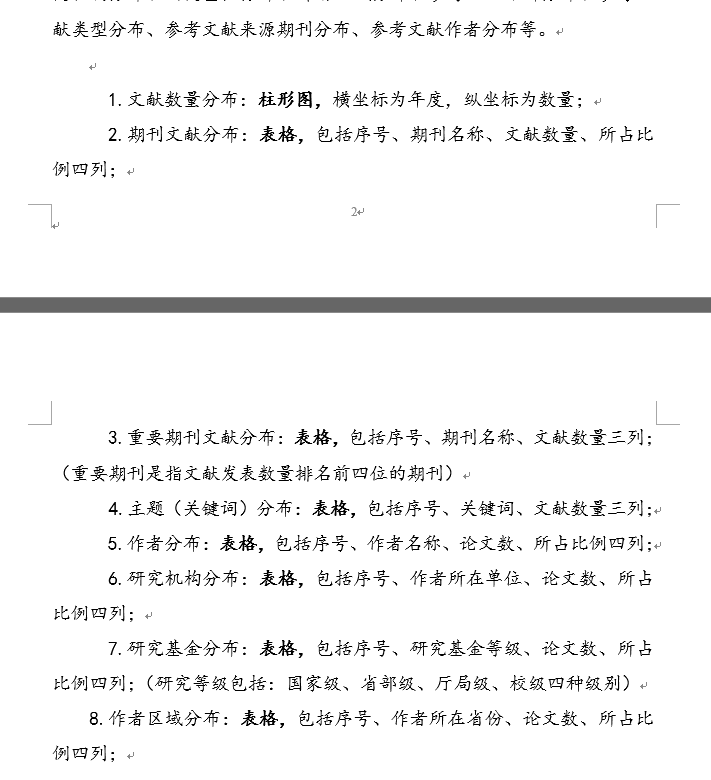 献类型分布、参考文献来源期刊分布、参考文献作者分布等。
1.文献数量分布：柱形图，横坐标为年度，纵坐标为数量；
2.期刊文献分布：表格，包括序号、期刊名称、文献数量、所占比
例四列；
2
3.重要期刊文献分布：表格，包括序号、期刊名称、文献数量三列；
（重要期刊是指文献发表数量排名前四位的期刊）
4.主题（关键词）分布：表格，包括序号、关键词、文献数量三列；
5.作者分布：表格，包括序号、作者名称、论文数、所占比例四列；
6.研究机构分布：表格，包括序号、作者所在单位、论文数、所占
比例四列；
7.研究基金分布：表格，包括序号、研究基金等级、论文数、所占
比例四列；（研究等级包括：国家级、省部级、厅局级、校级四种级别）
8.作者区域分布：表格，包括序号、作者所在省份、论文数、所占比
例四列；